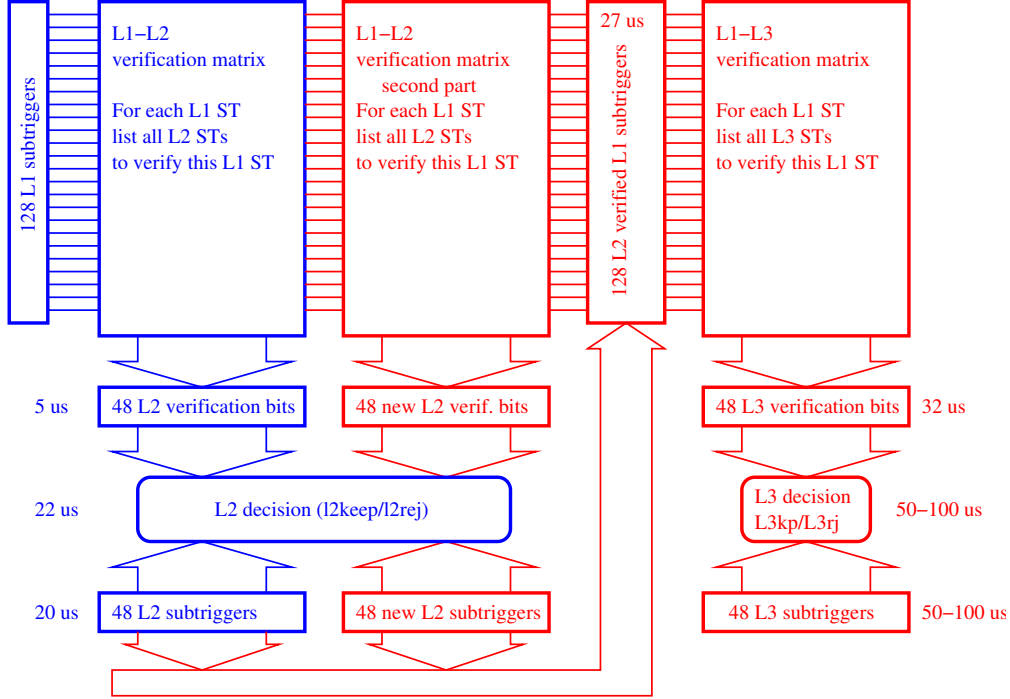 128 L1 subtriggers
L1−L2
verification matrix
For each L1 ST
list all L2 STs
to verify this L1 ST
L1−L2
verification matrix
second part
For each L1 ST
list all L2 STs
to verify this L1 ST
27 us
128 L2 verified L1 subtriggers
L1−L3
verification matrix
For each L1 ST
list all L3 STs
to verify this L1 ST
5 us
48 L2 verification bits
48 new L2 verif. bits
48 L3 verification bits
32 us
22 us
L2 decision (l2keep/l2rej)
L3 decision
L3kp/L3rj
50−100 us
20 us
48 L2 subtriggers
48 new L2 subtriggers
48 L3 subtriggers
50−100 us